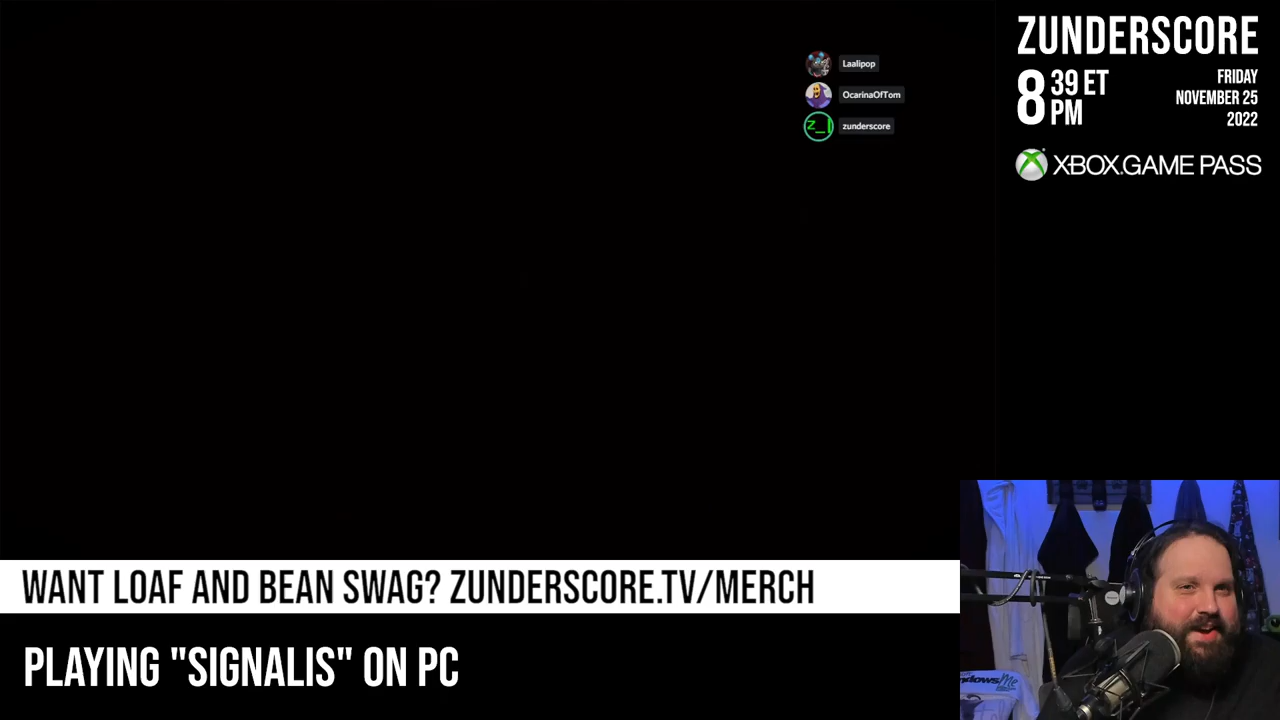 Laalipop
OcarinaOfTom
zunderscore
ZUNDERSCORE
8 39 ET
PM
FRIDAY
NOVEMBER 25
2022
XBOX GAME PASS
WANT LOAF AND BEAN SWAG? ZUNDERSCORE.TV/MERCH
PLAYING "SIGNALIS" ON PC